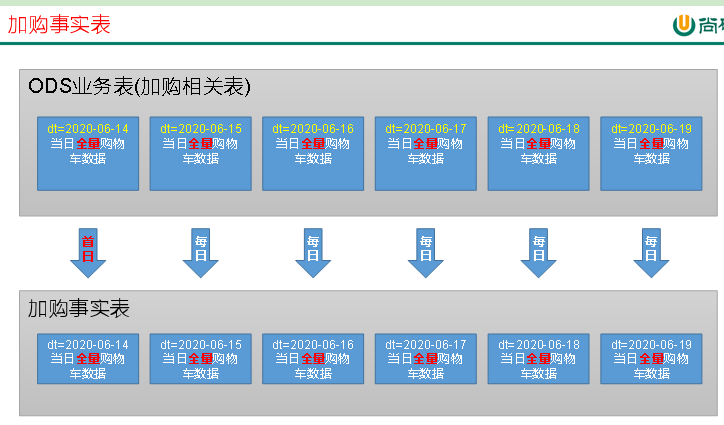 加购事实表
尚
ODS业务表(加购相关表)
dt=2020-06-14
当日全量购物
车数据
dt=2020-06-15
当日全量购物
车数据
dt=2020-06-16
当日全量购物
车数据
dt=2020-06-17
当日全量购物
车数据
dt=2020-06-18
当日全量购物
车数据
dt=2020-06-19
当日全量购物
车数据
首日
每日
每日
每日
每日
每日
加购事实表
dt=2020-06-14
当日全量购物
车数据
dt=2020-06-15
当日全量购物
车数据
dt=2020-06-16
当日全量购物
车数据
dt=2020-06-17
当日全量购物
车数据
dt=2020-06-18
当日全量购物
车数据
dt=2020-06-19
当日全量购物
车数据